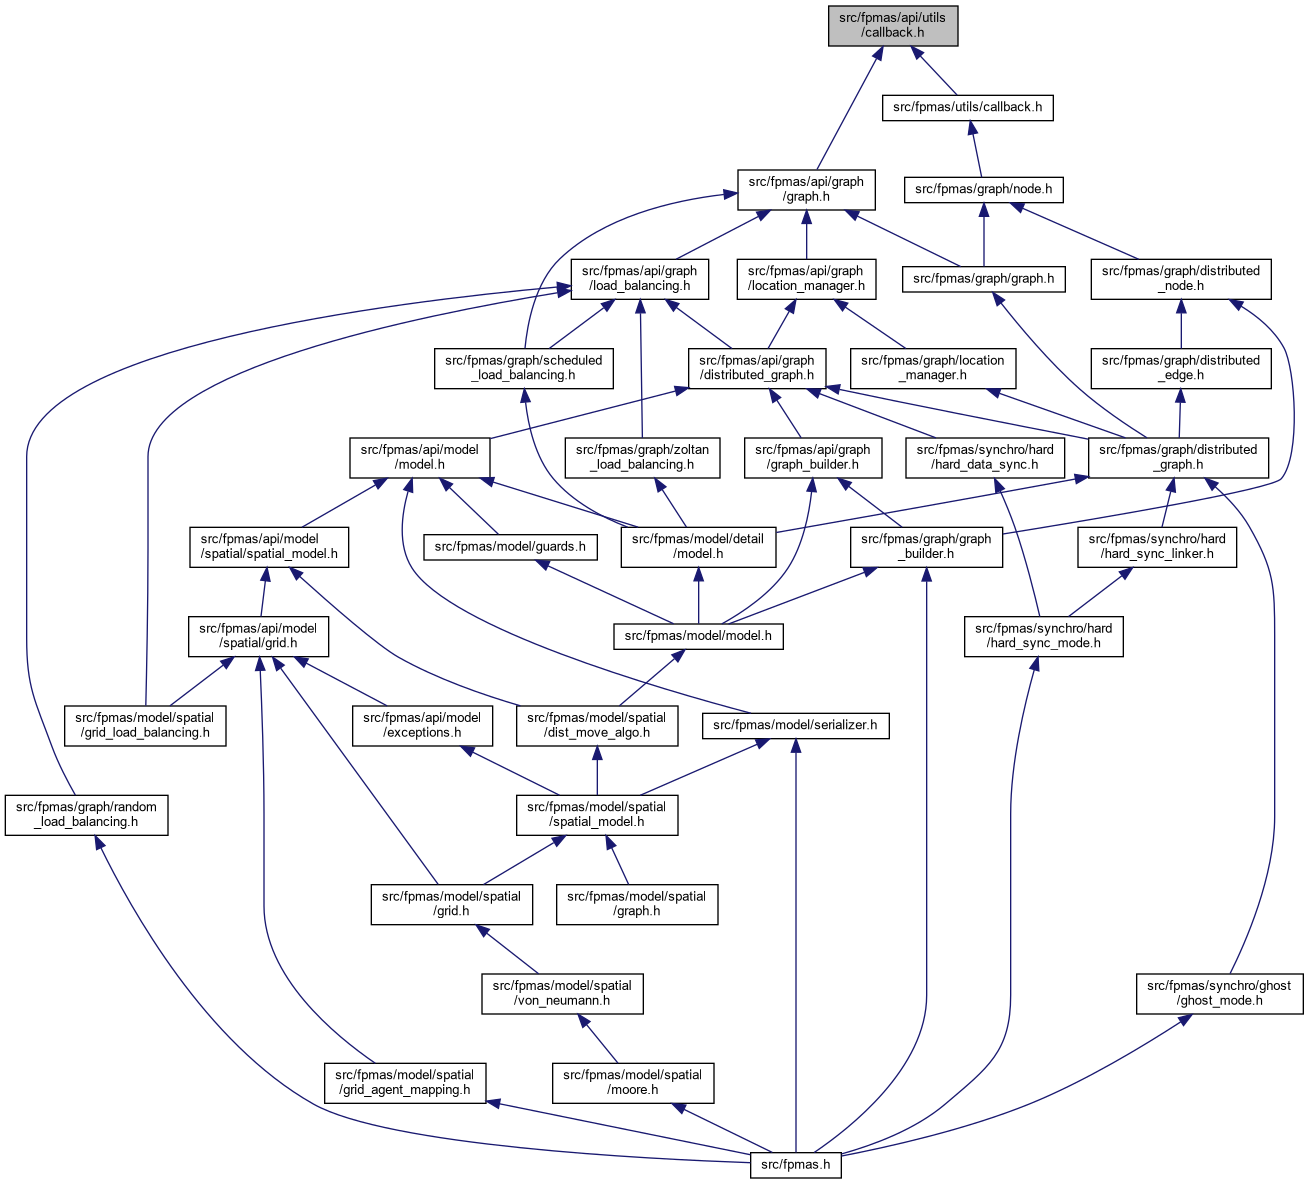 src/fpmas/api/utils
/callback.h
src/fpmas/utils/callback.h
src/fpmas/api/graph
/graph.h
src/fpmas/graph/node.h
src/fpmas/api/graph
/load_balancing.h
src/fpmas/api/graph
/location_manager.h
src/fpmas/graph/graph.h
src/fpmas/graph/distributed
_node.h
src/fpmas/graph/scheduled
_load_balancing.h
src/fpmas/api/graph
/distributed_graph.h
src/fpmas/graph/location
_manager.h
src/fpmas/graph/distributed
_edge.h
src/fpmas/api/model
/model.h
src/fpmas/graph/zoltan
_load_balancing.h
src/fpmas/api/graph
/graph_builder.h
src/fpmas/synchro/hard
/hard_data_sync.h
src/fpmas/graph/distributed
_graph.h
src/fpmas/api/model
/spatial/spatial_model.h
src/fpmas/model/guards.h
src/fpmas/model/detail
/model.h
src/fpmas/graph/graph
_builder.h
src/fpmas/synchro/hard
/hard_sync_linker.h
src/fpmas/api/model
/spatial/grid.h
src/fpmas/model/model.h
src/fpmas/synchro/hard
/hard_sync_mode.h
src/fpmas/model/spatial
/grid_load_balancing.h
src/fpmas/api/model
/exceptions.h
src/fpmas/model/spatial
/dist_move_algo.h
src/fpmas/model/serializer.h
src/fpmas/graph/random
_load_balancing.h
src/fpmas/model/spatial
/spatial_model.h
src/fpmas/model/spatial
/grid.h
src/fpmas/model/spatial
/graph.h
src/fpmas/model/spatial
/von_neumann.h
src/fpmas/synchro/ghost
/ghost_mode.h
src/fpmas/model/spatial
/grid_agent_mapping.h
src/fpmas/model/spatial
/moore.h
src/fpmas.h